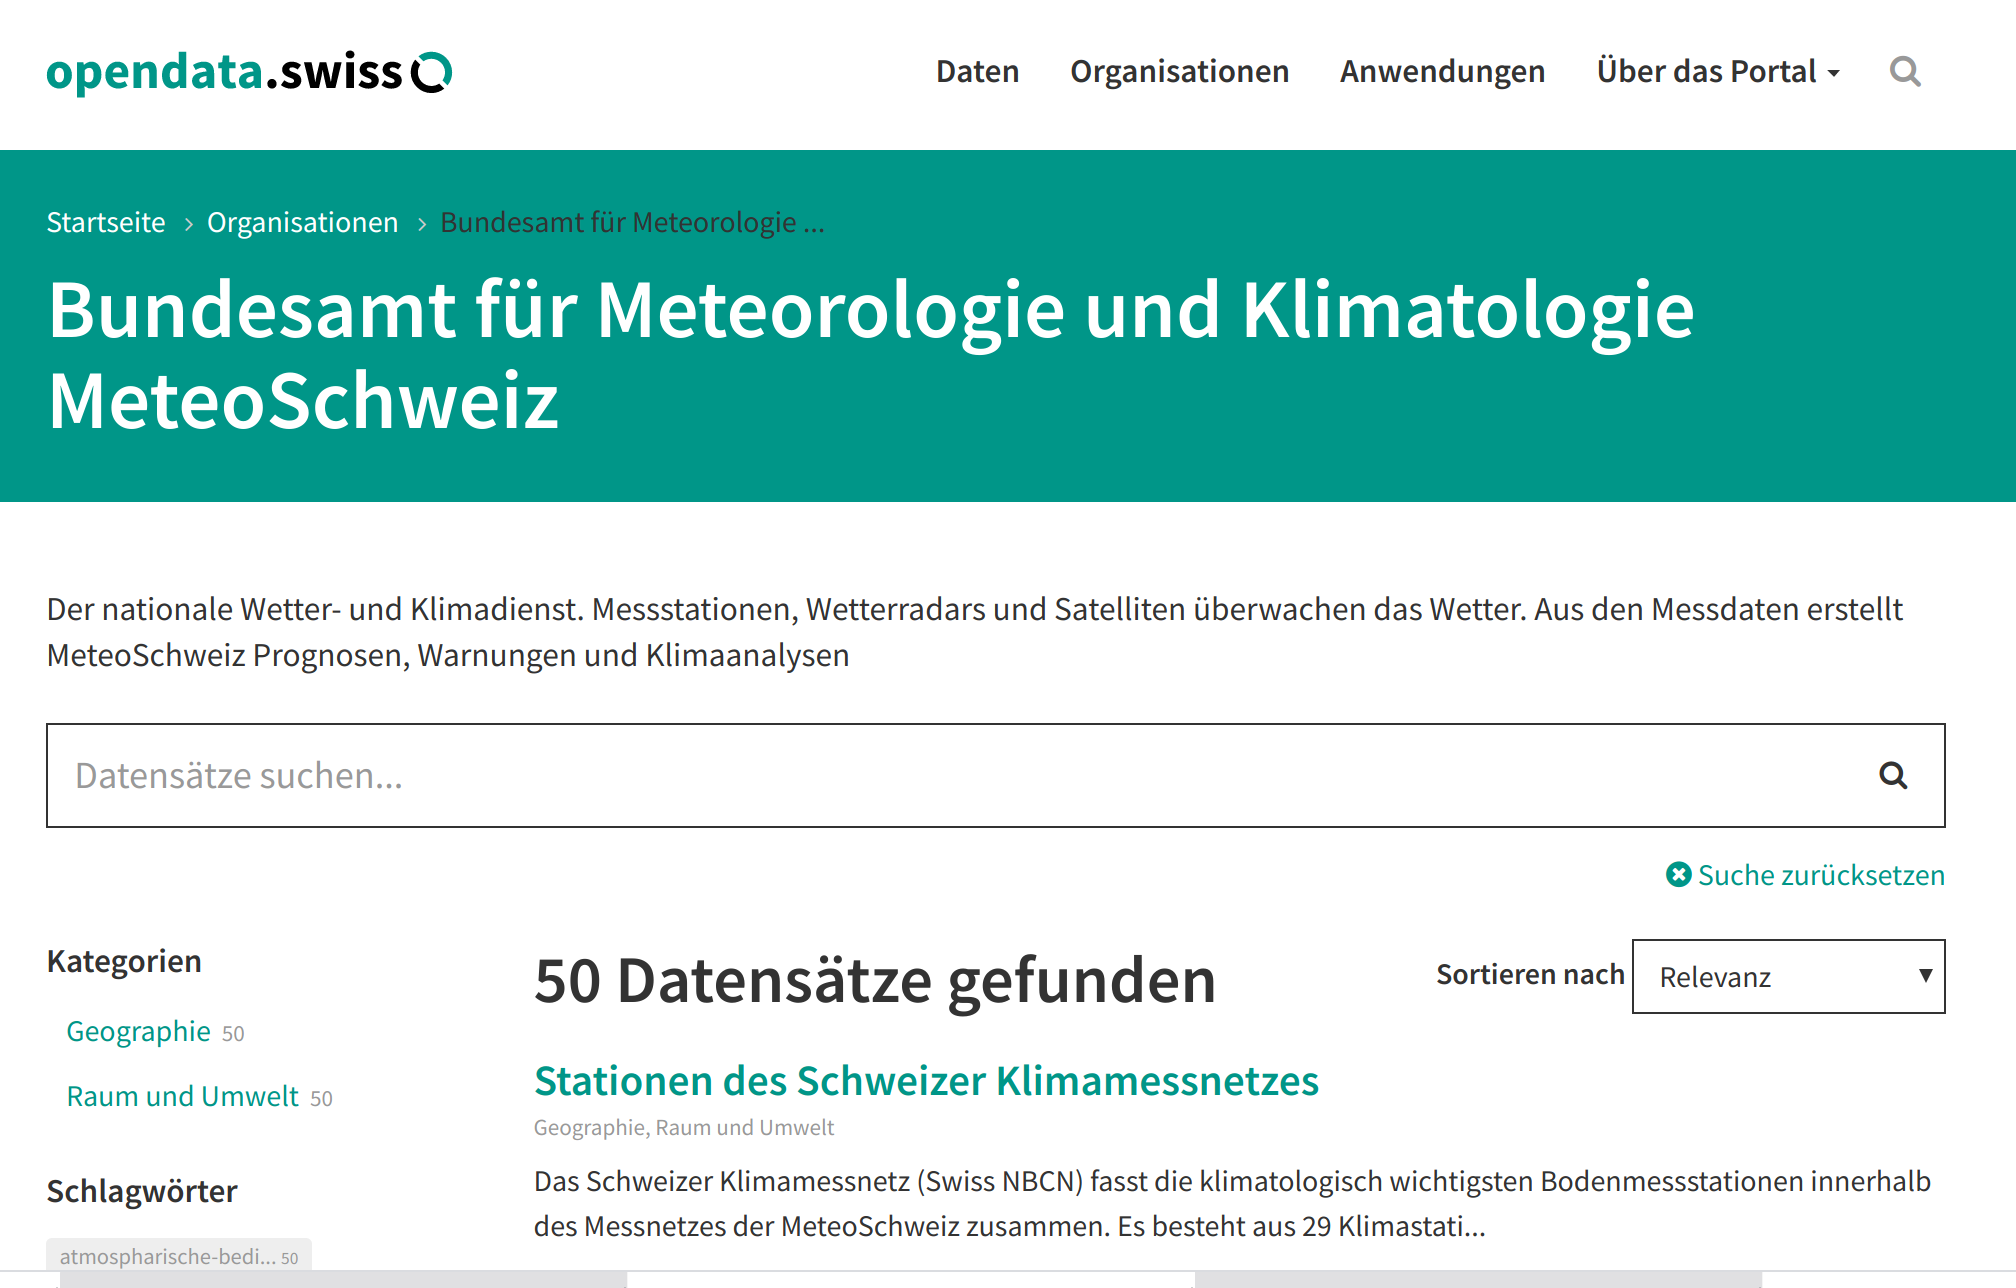 opendata.swiss
Daten Organisationen Anwendungen Über das Portal
Startseite > Organisationen > Bundesamt für Meteorologie ...
Bundesamt für Meteorologie und Klimatologie
MeteoSchweiz
Der nationale Wetter- und Klimadienst. Messstationen, Wetterradars und Satelliten überwachen das Wetter. Aus den Messdaten erstellt
MeteoSchweiz Prognosen, Warnungen und Klimaanalysen
Datensätze suchen...
Suche zurücksetzen
Kategorien
Geographie 50
Raum und Umwelt 50
Schlagwörter
atmospharische-bedi... 50
50 Datensätze gefunden
Sortieren nach Relevanz
Stationen des Schweizer Klimamessnetzes
Geographie, Raum und Umwelt
Das Schweizer Klimamessnetz (Swiss NBCN) fasst die klimatologisch wichtigsten Bodenmessstationen innerhalb
des Messnetzes der MeteoSchweiz zusammen. Es besteht aus 29 Klimastati...